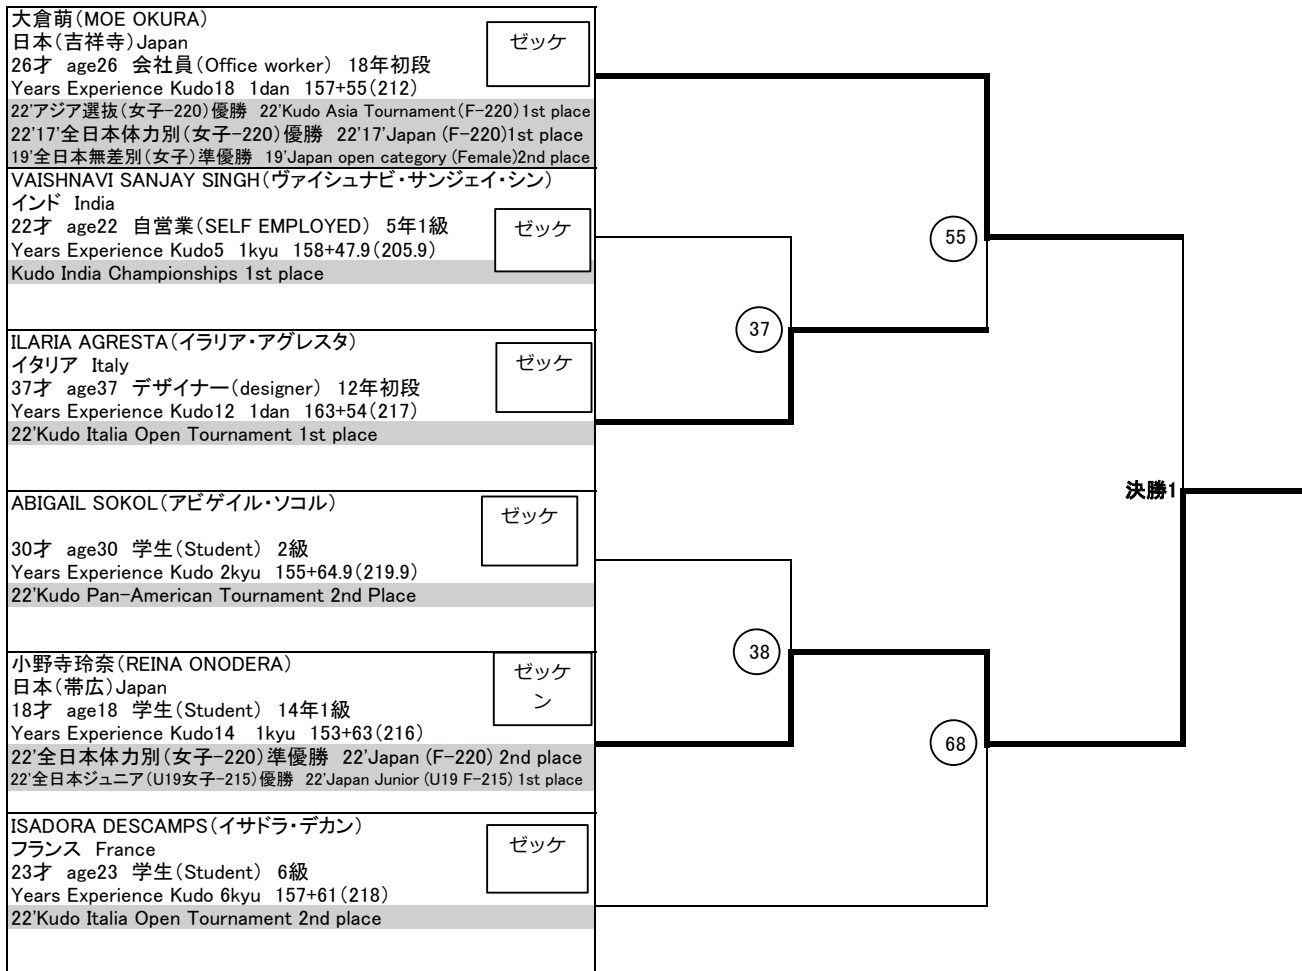 大倉萌(MOE OKURA)
日本(吉祥寺)Japan
26才 age26 会社員(Office worker) 18年初段
Years Experience Kudo18 1dan 157+55(212)
22'アジア選抜(女子-220)優勝 22'Kudo Asia Tournament(F-220)1st place
22'17'全日本体力別(女子-220)優勝 22'17'Japan (F-220)1st place
19'全日本無差別(女子)準優勝 19'Japan open category (Female)2nd place
ゼッケ
VAISHNAVI SANJAY SINGH(ヴァイシュナビ・サンジェイ・シン)
インド India
22才 age22 自営業(SELF EMPLOYED) 5年1級
Years Experience Kudo5 1kyu 158+47.9(205.9)
Kudo India Championships 1st place
ゼッケ
55
37
ILARIA AGRESTA(イラリア・アグレスタ)
イタリア Italy
37才 age37 デザイナー(designer) 12年初段
Years Experience Kudo12 1dan 163+54(217)
22'Kudo Italia Open Tournament 1st place
ゼッケ
決勝1
ABIGAIL SOKOL(アビゲイル・ソコル)
30才 age30 学生(Student) 2級
Years Experience Kudo 2kyu 155+64.9(219.9)
22'Kudo Pan-American Tournament 2nd Place
ゼッケ
38
小野寺玲奈(REINA ONODERA)
日本(帯広)Japan
18才 age18 学生(Student) 14年1級
Years Experience Kudo14 1kyu 153+63(216)
22'全日本体力別(女子-220)準優勝 22'Japan (F-220) 2nd place
22'全日本ジュニア(U19女子-215)優勝 22'Japan Junior (U19 F-215) 1st place
ゼッケ
ン
68
ISADORA DESCAMPS(イサドラ・デカン)
フランス France
23才 age23 学生(Student) 6級
Years Experience Kudo 6kyu 157+61(218)
22'Kudo Italia Open Tournament 2nd place
ゼッケ